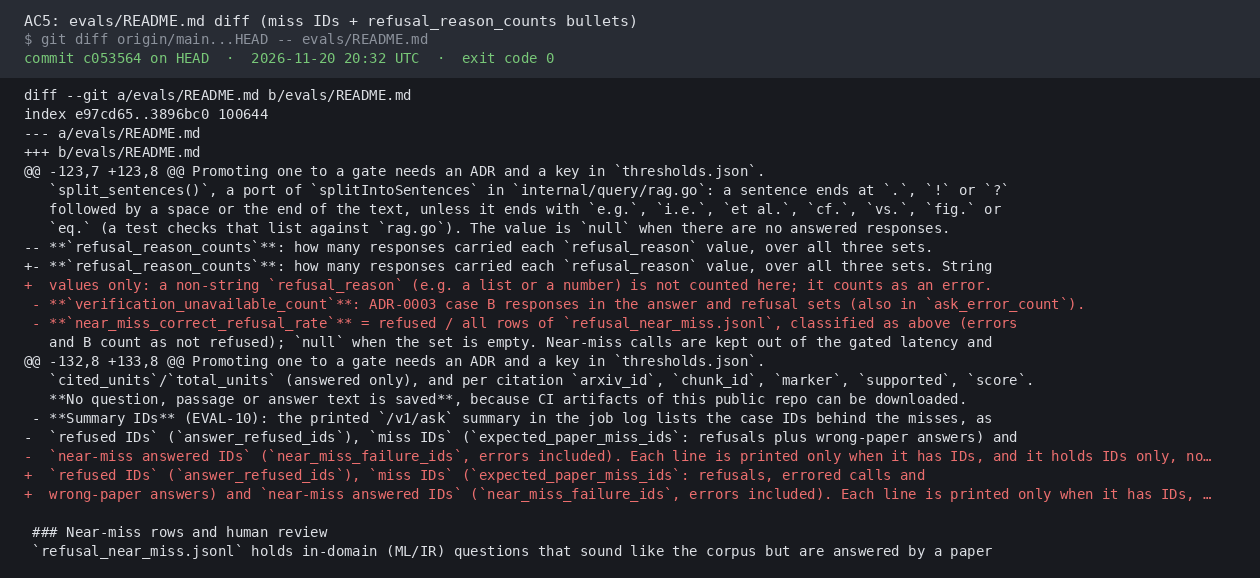 AC5: evals/README.md diff (miss IDs + refusal_reason_counts bullets)
$ git diff origin/main...HEAD -- evals/README.md
commit c053564 on HEAD  ·  2026-11-20 20:32 UTC  ·  exit code 0
diff --git a/evals/README.md b/evals/README.md
index e97cd65..3896bc0 100644
--- a/evals/README.md
+++ b/evals/README.md
@@ -123,7 +123,8 @@ Promoting one to a gate needs an ADR and a key in `thresholds.json`.
   `split_sentences()`, a port of `splitIntoSentences` in `internal/query/rag.go`: a sentence ends at `.`, `!` or `?`
   followed by a space or the end of the text, unless it ends with `e.g.`, `i.e.`, `et al.`, `cf.`, `vs.`, `fig.` or
   `eq.` (a test checks that list against `rag.go`). The value is `null` when there are no answered responses.
-- **`refusal_reason_counts`**: how many responses carried each `refusal_reason` value, over all three sets.
+- **`refusal_reason_counts`**: how many responses carried each `refusal_reason` value, over all three sets. String
+  values only: a non-string `refusal_reason` (e.g. a list or a number) is not counted here; it counts as an error.
 - **`verification_unavailable_count`**: ADR-0003 case B responses in the answer and refusal sets (also in `ask_error_count`).
 - **`near_miss_correct_refusal_rate`** = refused / all rows of `refusal_near_miss.jsonl`, classified as above (errors
   and B count as not refused); `null` when the set is empty. Near-miss calls are kept out of the gated latency and
@@ -132,8 +133,8 @@ Promoting one to a gate needs an ADR and a key in `thresholds.json`.
   `cited_units`/`total_units` (answered only), and per citation `arxiv_id`, `chunk_id`, `marker`, `supported`, `score`.
   **No question, passage or answer text is saved**, because CI artifacts of this public repo can be downloaded.
 - **Summary IDs** (EVAL-10): the printed `/v1/ask` summary in the job log lists the case IDs behind the misses, as
-  `refused IDs` (`answer_refused_ids`), `miss IDs` (`expected_paper_miss_ids`: refusals plus wrong-paper answers) and
-  `near-miss answered IDs` (`near_miss_failure_ids`, errors included). Each line is printed only when it has IDs, and it holds IDs only, no…
+  `refused IDs` (`answer_refused_ids`), `miss IDs` (`expected_paper_miss_ids`: refusals, errored calls and
+  wrong-paper answers) and `near-miss answered IDs` (`near_miss_failure_ids`, errors included). Each line is printed only when it has IDs, …
 ### Near-miss rows and human review
 `refusal_near_miss.jsonl` holds in-domain (ML/IR) questions that sound like the corpus but are answered by a paper